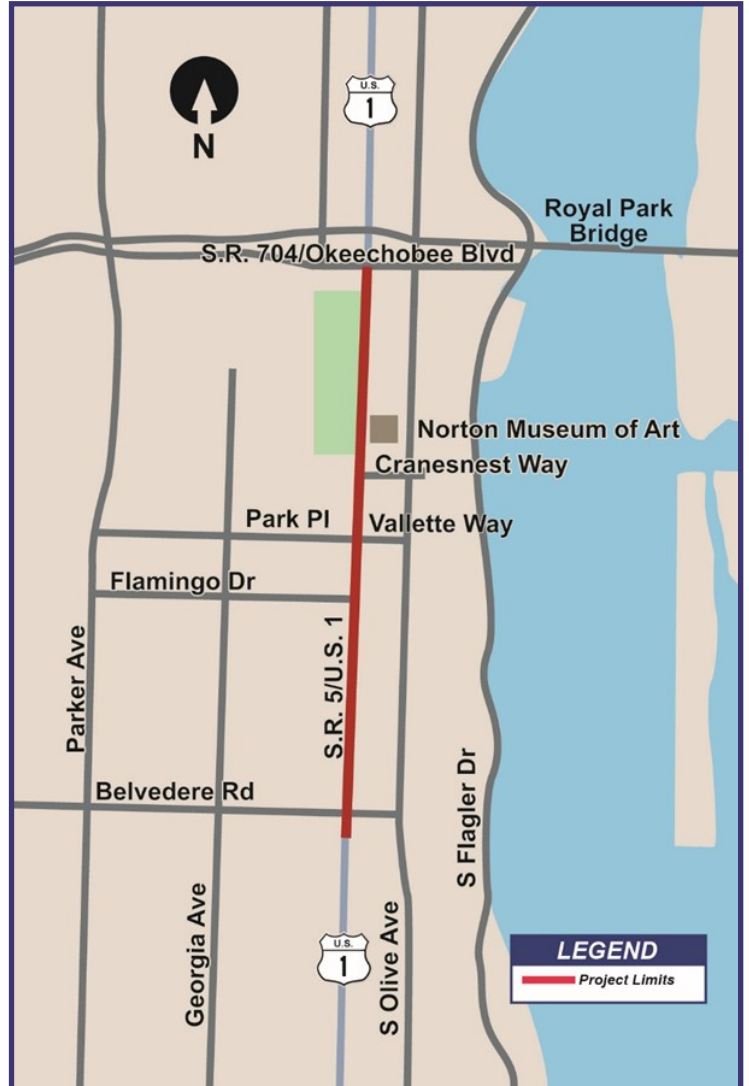 U.S.
1
N
Royal Park
Bridge
S.R. 704/Okeechobee Blvd
Norton Museum of Art
Cranesnest Way
Park Pl
Vallette Way
Flamingo Dr
S.R. 5/U.S. 1
Parker Ave
Belvedere Rd
S Flagler Dr
Georgia Ave
S Olive Ave
U.S.
1
LEGEND
Project Limits